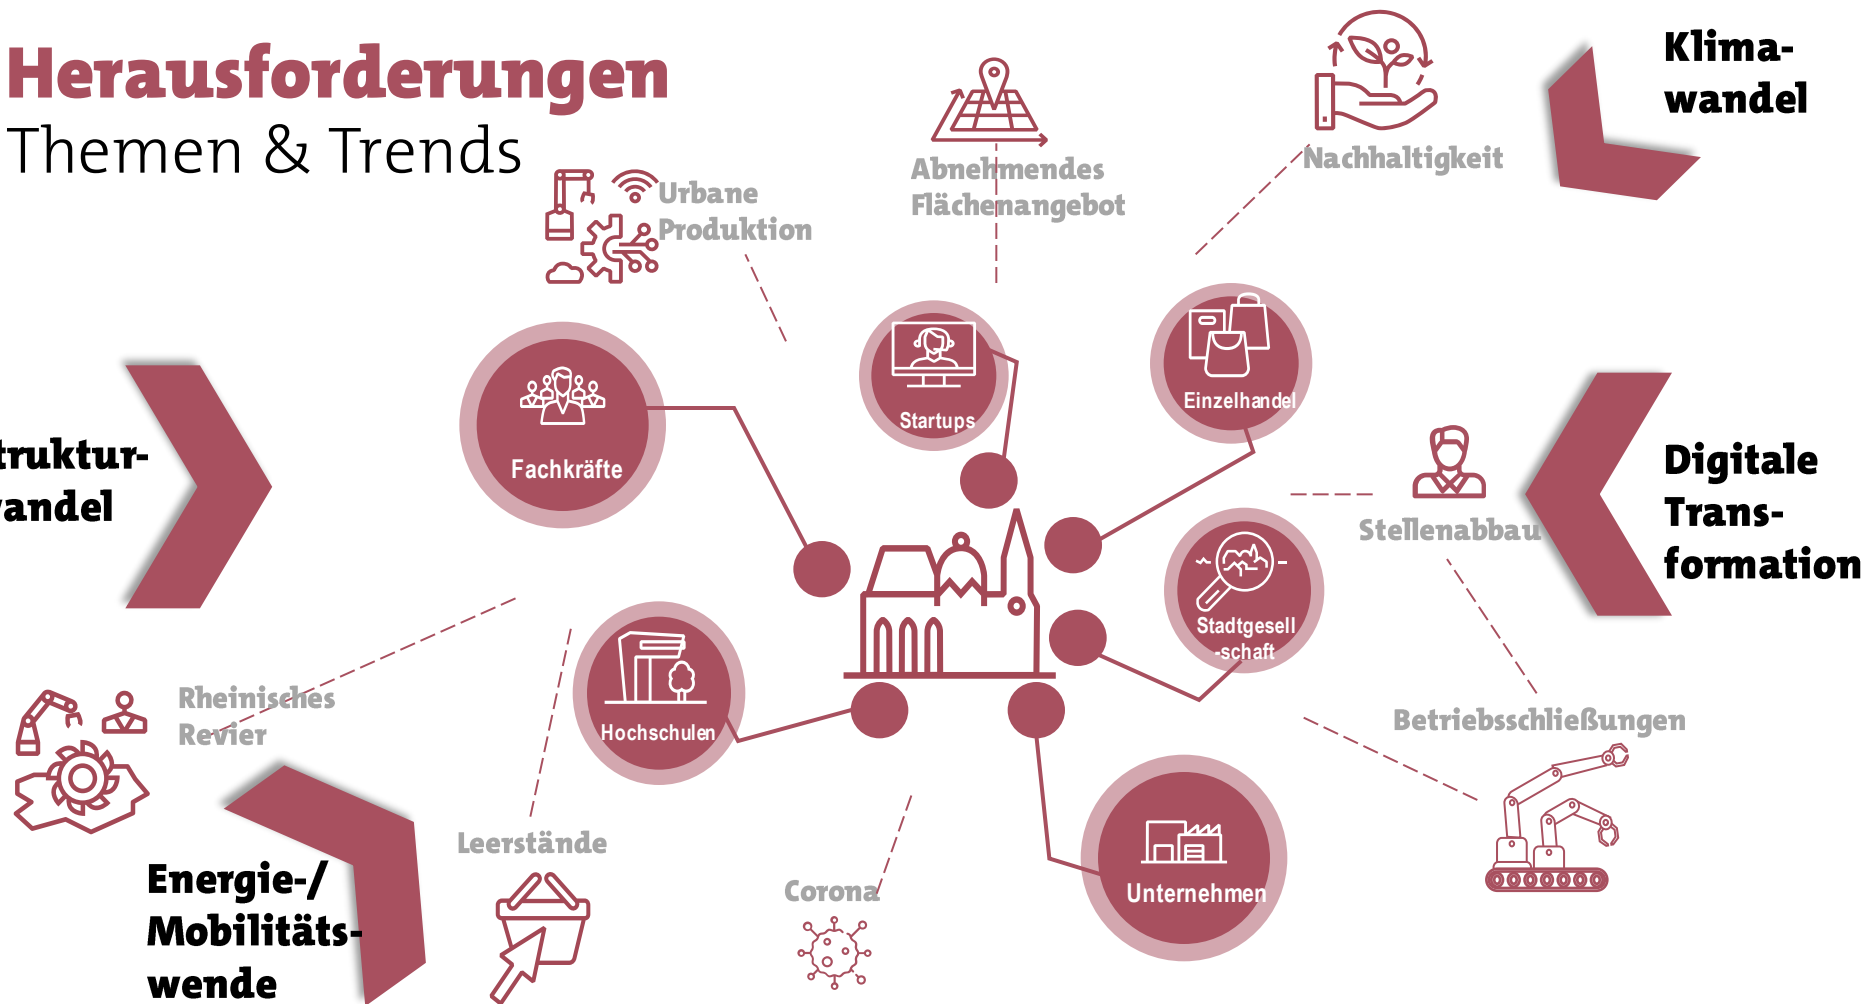 Herausforderungen
Themen & Trends
Klima-
wandel
Nachhaltigkeit
Abnehmendes
Flächenangebot
Urbane
Produktion
Startups
Einzelhandel
Fachkräfte
truktur-
andel
Digitale
Trans-
formation
Stellenabbau
Stadtgesell
-schaft
Hochschulen
Rheinisches
Revier
Betriebsschließungen
Leerstände
Corona
Unternehmen
Energie-/
Mobilitäts-
wende